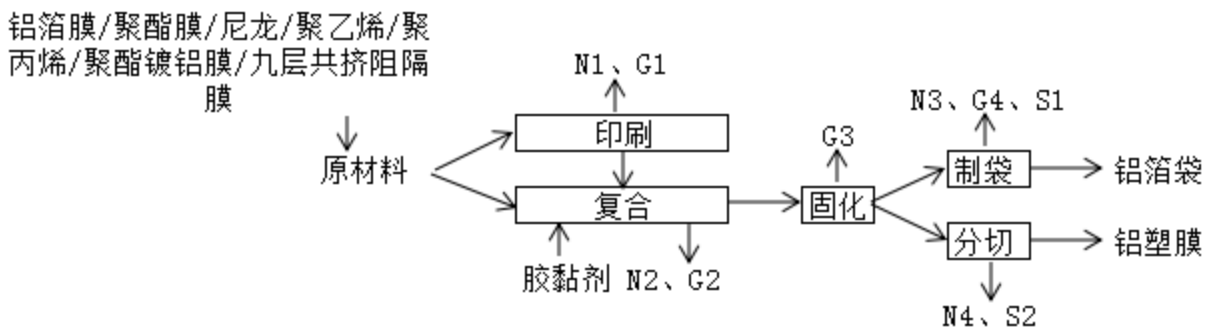 铝箔膜/聚酯膜/尼龙/聚乙烯/聚
丙烯/聚酯镀铝膜/九层共挤阻隔
膜
原材料
N1、G1
印刷
复合
胶黏剂 N2、G2
G3
固化
N3、G4、S1
制袋
铝箔袋
分切
铝塑膜
N4、S2